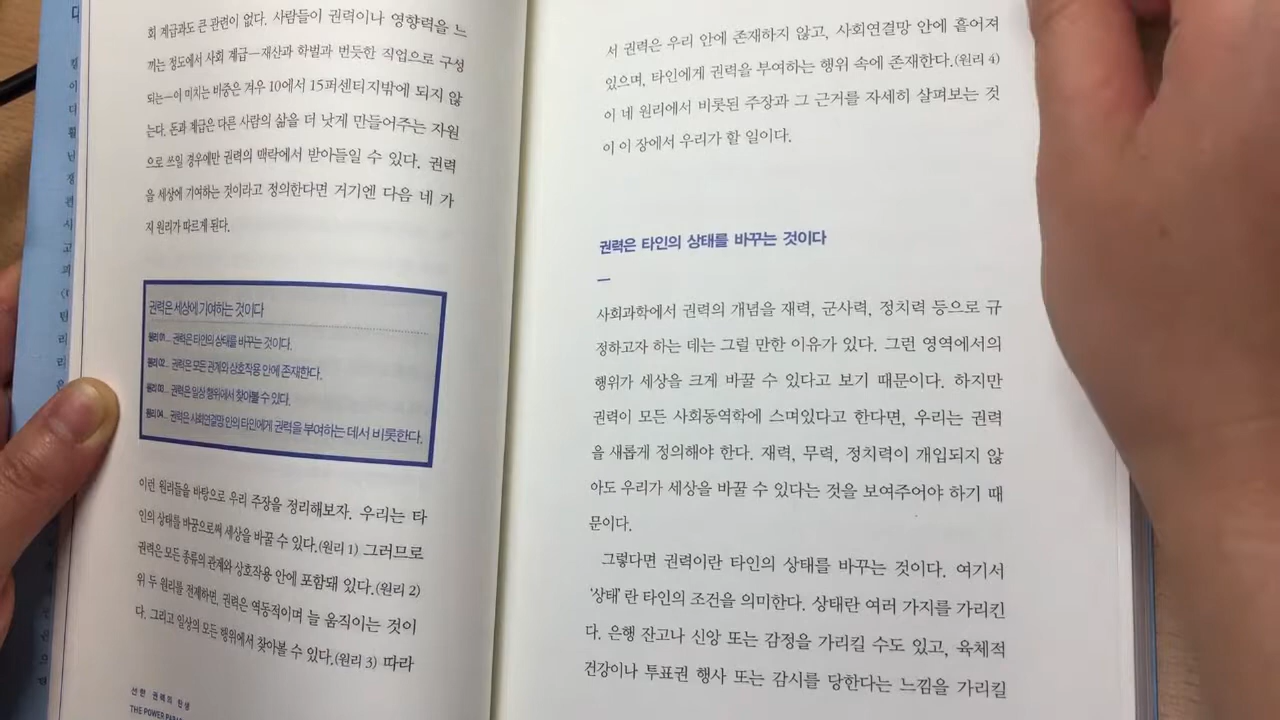 회 계급과도 큰 관련이 없다. 사람들이 권력이나 영향력을 느
끼는 정도에서 사회 계급—재산과 학벌과 번듯한 직업으로 구성
되는—이 미치는 비중은 겨우 10에서 15퍼센티지밖에 되지 않
는다. 돈과 계급은 다른 사람의 삶을 더 낫게 만들어주는 자원
으로 쓰일 경우에만 권력의 맥락에서 받아들일 수 있다. 권력
을 세상에 기여하는 것이라고 정의한다면 거기엔 다음 네 가
지 원리가 따르게 된다.
권력은 세상에 기여하는 것이다
원리 01… 권력은 타인의 상태를 바꾸는 것이다.
원리 02… 권력은 모든 관계와 상호작용 안에 존재한다.
원리 03… 권력은 일상 행위에서 찾아볼 수 있다.
원리 04… 권력은 사회연결망 안의 타인에게 권력을 부여하는 데서 비롯한다.
이런 원리들을 바탕으로 우리 주장을 정리해보자. 우리는 타
인의 상태를 바꿈으로써 세상을 바꿀 수 있다.(원리 1) 그러므로
권력은 모든 종류의 관계와 상호작용 안에 포함돼 있다.(원리 2)
위 두 원리를 전제하면, 권력은 역동적이며 늘 움직이는 것이
다. 그리고 일상의 모든 행위에서 찾아볼 수 있다.(원리 3) 따라
선한 권력의 탄생
THE POWER
서 권력은 우리 안에 존재하지 않고, 사회연결망 안에 흩어져
있으며, 타인에게 권력을 부여하는 행위 속에 존재한다.(원리 4)
이 네 원리에서 비롯된 주장과 그 근거를 자세히 살펴보는 것
이 이 장에서 우리가 할 일이다.
권력은 타인의 상태를 바꾸는 것이다
사회과학에서 권력의 개념을 재력, 군사력, 정치력 등으로 규
정하고자 하는 데는 그럴 만한 이유가 있다. 그런 영역에서의
행위가 세상을 크게 바꿀 수 있다고 보기 때문이다. 하지만
권력이 모든 사회동역학에 스며있다고 한다면, 우리는 권력
을 새롭게 정의해야 한다. 재력, 무력, 정치력이 개입되지 않
아도 우리가 세상을 바꿀 수 있다는 것을 보여주어야 하기 때
문이다.
그렇다면 권력이란 타인의 상태를 바꾸는 것이다. 여기서
'상태'란 타인의 조건을 의미한다. 상태란 여러 가지를 가리킨
다. 은행 잔고나 신앙 또는 감정을 가리킬 수도 있고, 육체적
건강이나 투표권 행사 또는 감시를 당한다는 느낌을 가리킬